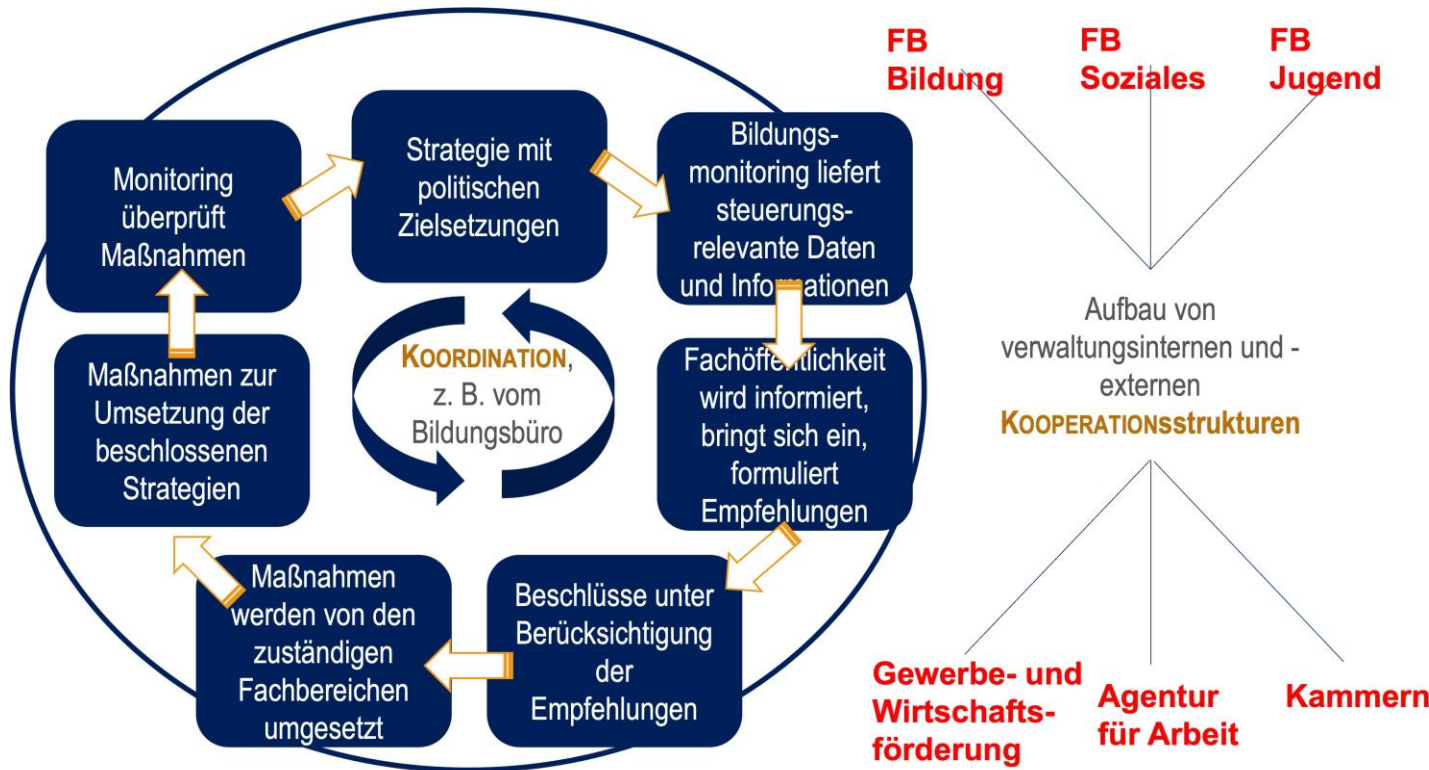 Strategie mit
politischen
Zielsetzungen
Bildungs-
monitoring liefert
steuerungs-
relevante Daten
und Informationen
Fachöffentlichkeit
wird informiert,
bringt sich ein,
formuliert
Empfehlungen
Beschlüsse unter
Berücksichtigung
der
Empfehlungen
Maßnahmen
werden von den
zuständigen
Fachbereichen
umgesetzt
Maßnahmen zur
Umsetzung der
beschlossenen
Strategien
Monitoring
überprüft
Maßnahmen
KOORDINATION,
z. B. vom
Bildungsbüro
FB
Bildung
FB
Soziales
FB
Jugend
Aufbau von
verwaltungsinternen und -
externen
KOOPERATIONsstrukturen
Gewerbe- und
Wirtschafts-
förderung
Agentur
für Arbeit
Kammern